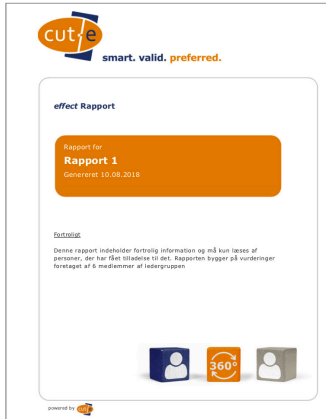 cut-e
smart. valid. preferred.
effect Rapport
Rapport for
Rapport 1
Genereret 10.08.2018
Fortroligt
Denne rapport indeholder fortrolig information og må kun læses af
personer, der har fået tilladelse til det. Rapporten bygger på vurderinger
foretaget af 6 medlemmer af ledergruppen
360°
powered by cut-e